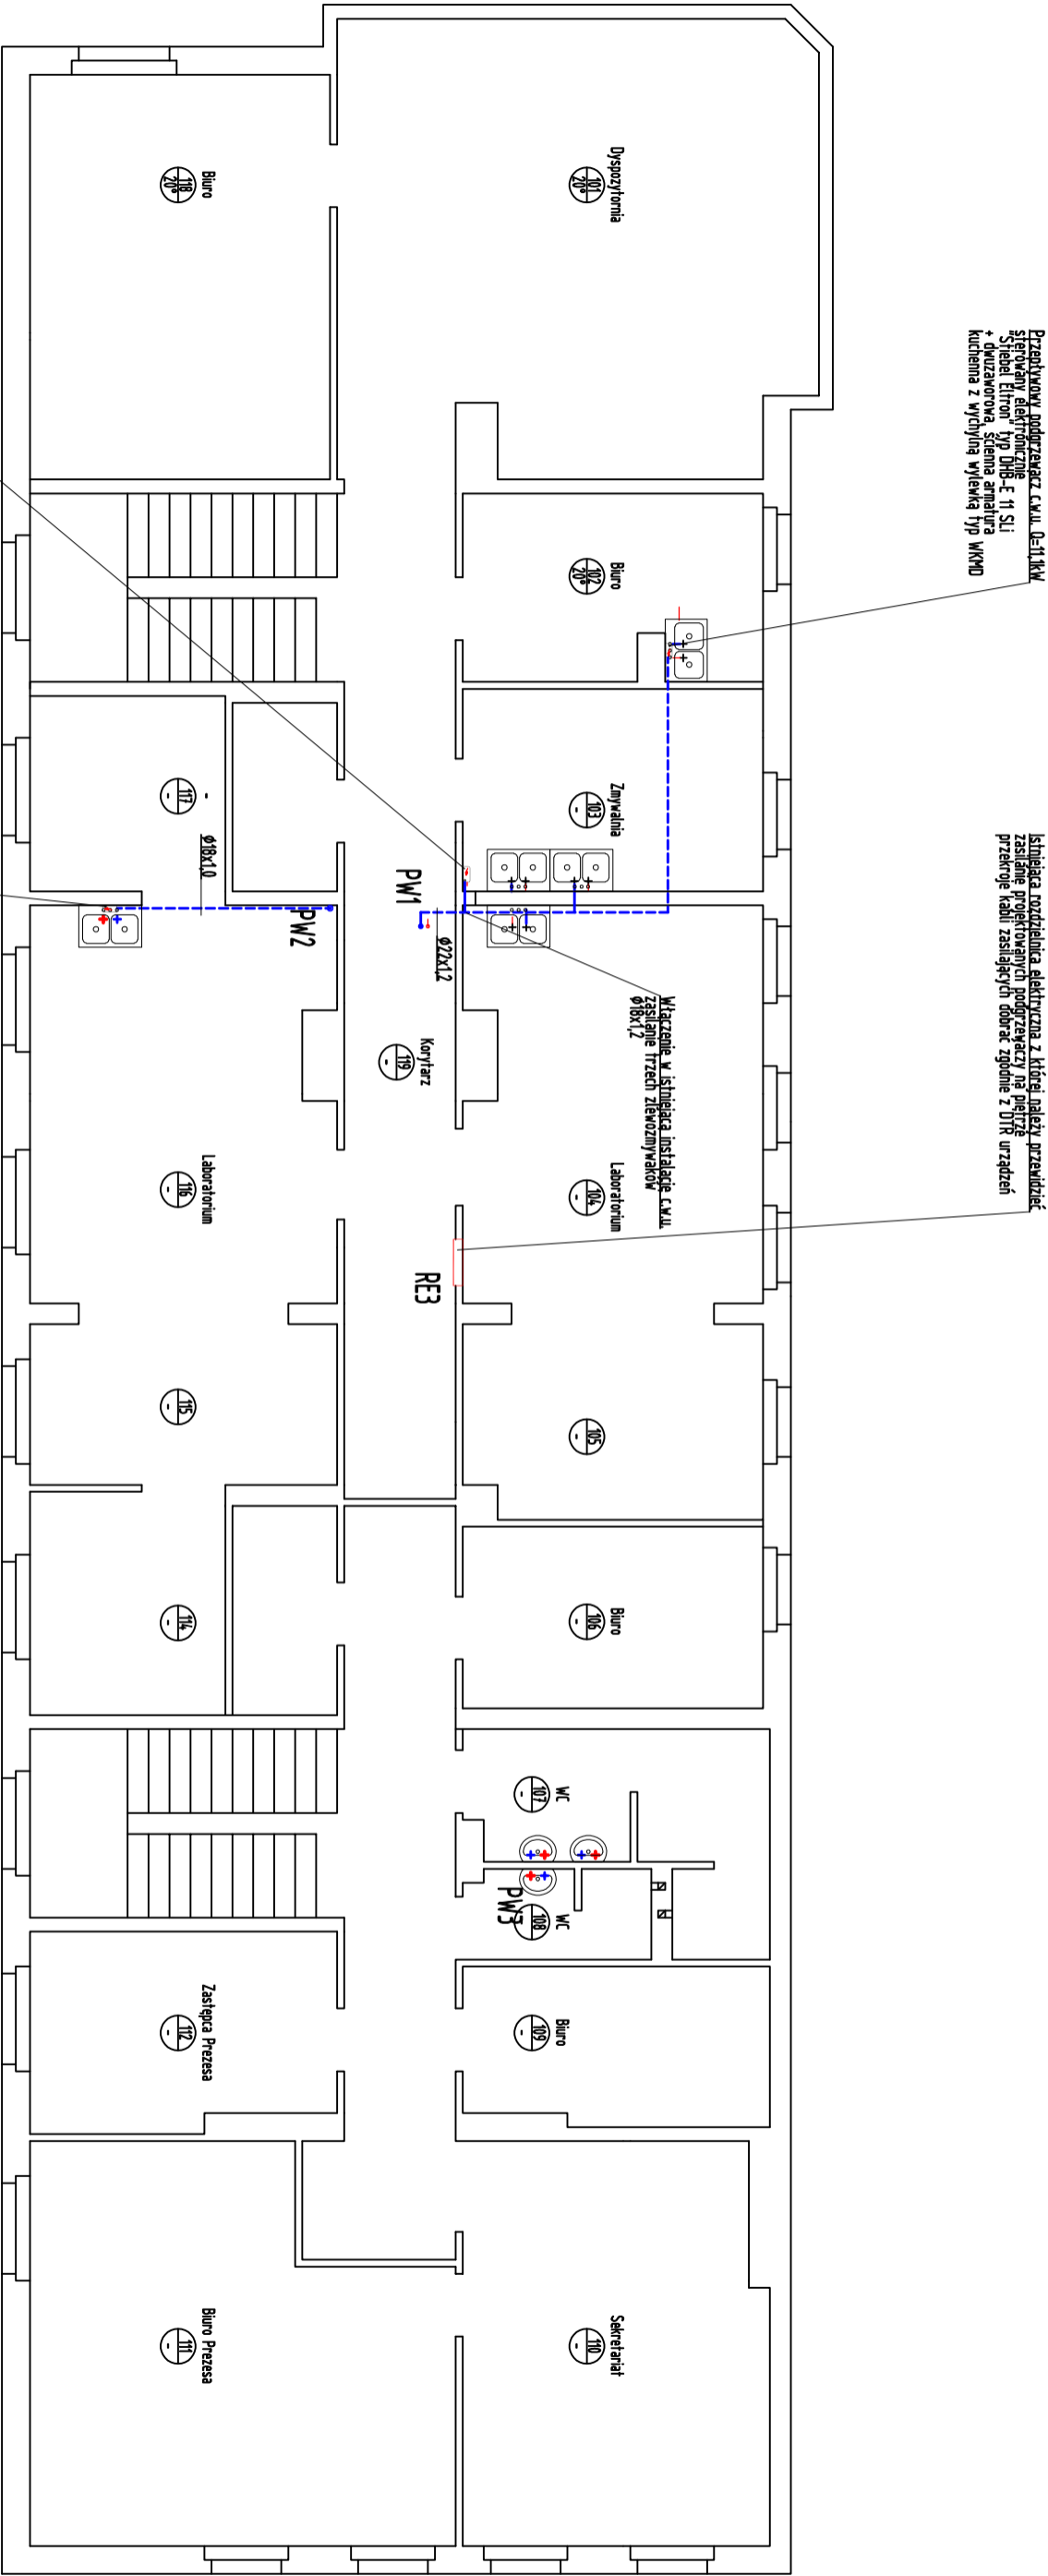 Przepływowy podgrzewacz c.w.u. Q=11,1kW
sterowany elektronicznie
"Stiebel Eltron" typ DHB-E 11 SLi
+ dwuzaworowa, ścienna armatura
kuchenna z wychylną wylewką typ WKMD
Istniejąca rozdzielnica elektryczna z której należy przewidzieć
zasilanie projektowanych podgrzewaczy na piętrze
przekroje kabli zasilających dobrać zgodnie z DTR urządzeń
Dyspozytornia
101
20°
Biuro
102
20°
Zmywalnia
103
-
Włączenie w istniejącą instalację c.w.u.
zasilanie trzech zlewozmywaków
Ø18x1,2
Laboratorium
104
-
105
-
Biuro
106
-
WC
107
-
WC
108
-
PW3
Biuro
109
-
Sekretariat
110
-
PW1
Ø22x1,2
Korytarz
119
-
RE3
PW2
Biuro
118
20°
-
117
-
Ø18x1,0
Laboratorium
116
-
115
-
114
-
Zastępca Prezesa
112
-
Biuro Prezesa
111
-